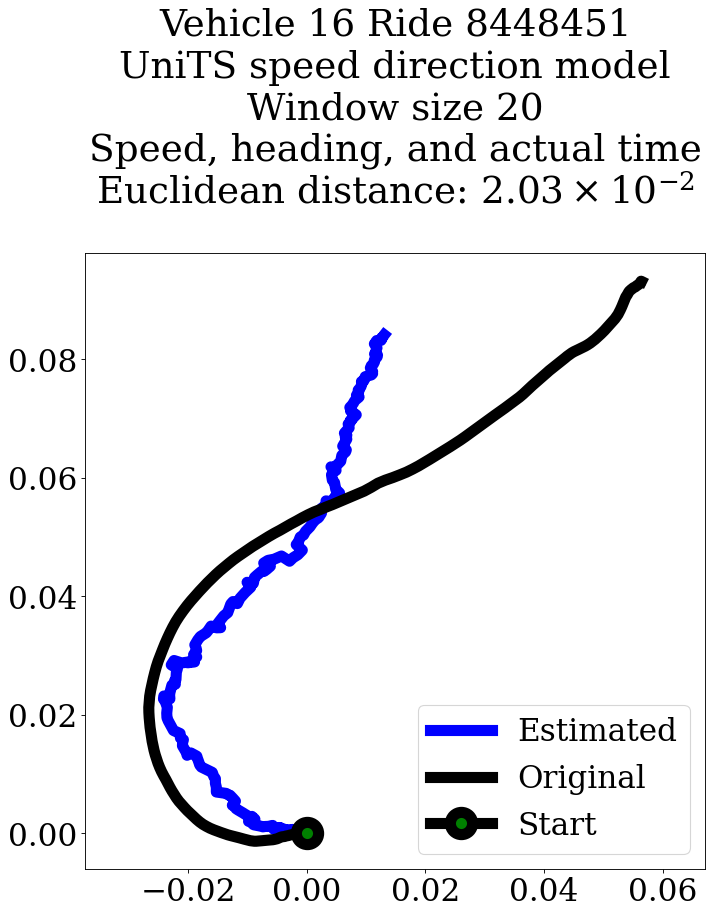 Vehicle 16 Ride 8448451
UniTS speed direction model
Window size 20
Speed, heading, and actual time
Euclidean distance: 2.03 × 10⁻²
0.08
0.06
0.04
0.02
0.00
−0.02 0.00 0.02 0.04 0.06
Estimated
Original
Start